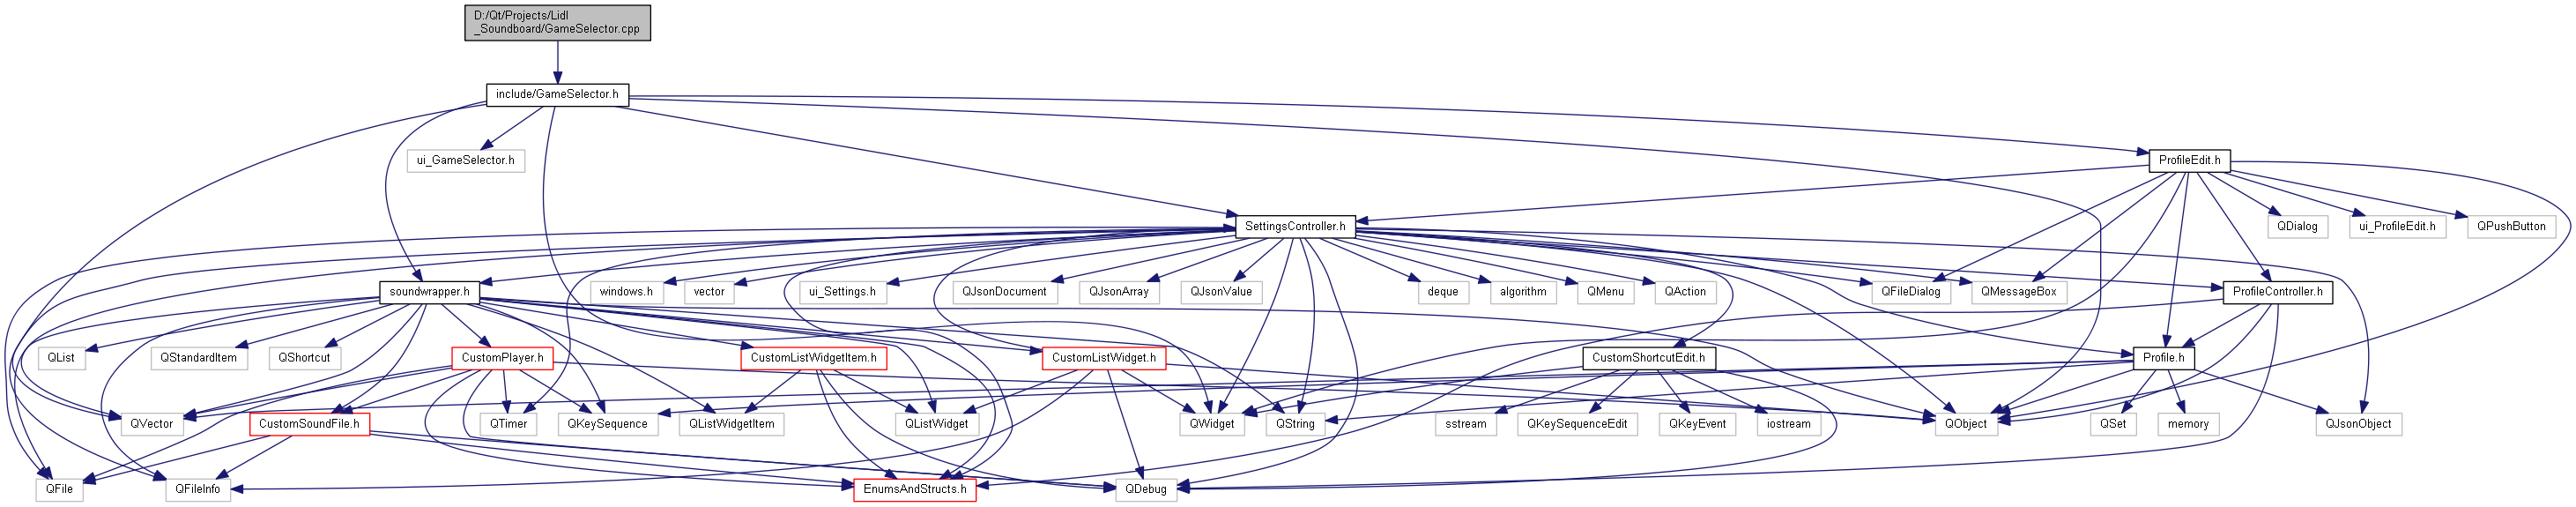 D:/Qt/Projects/Lidl
_Soundboard/GameSelector.cpp
include/GameSelector.h
ui_GameSelector.h
ProfileEdit.h
SettingsController.h
QDialog
ui_ProfileEdit.h
QPushButton
soundwrapper.h
windows.h
vector
ui_Settings.h
QJsonDocument
QJsonArray
QJsonValue
deque
algorithm
QMenu
QAction
QFileDialog
QMessageBox
ProfileController.h
QList
QStandardItem
QShortcut
CustomPlayer.h
CustomListWidgetItem.h
CustomListWidget.h
CustomShortcutEdit.h
Profile.h
QVector
CustomSoundFile.h
QTimer
QKeySequence
QListWidgetItem
QListWidget
QWidget
QString
sstream
QKeySequenceEdit
QKeyEvent
iostream
QObject
QSet
memory
QJsonObject
QFile
QFileInfo
EnumsAndStructs.h
QDebug